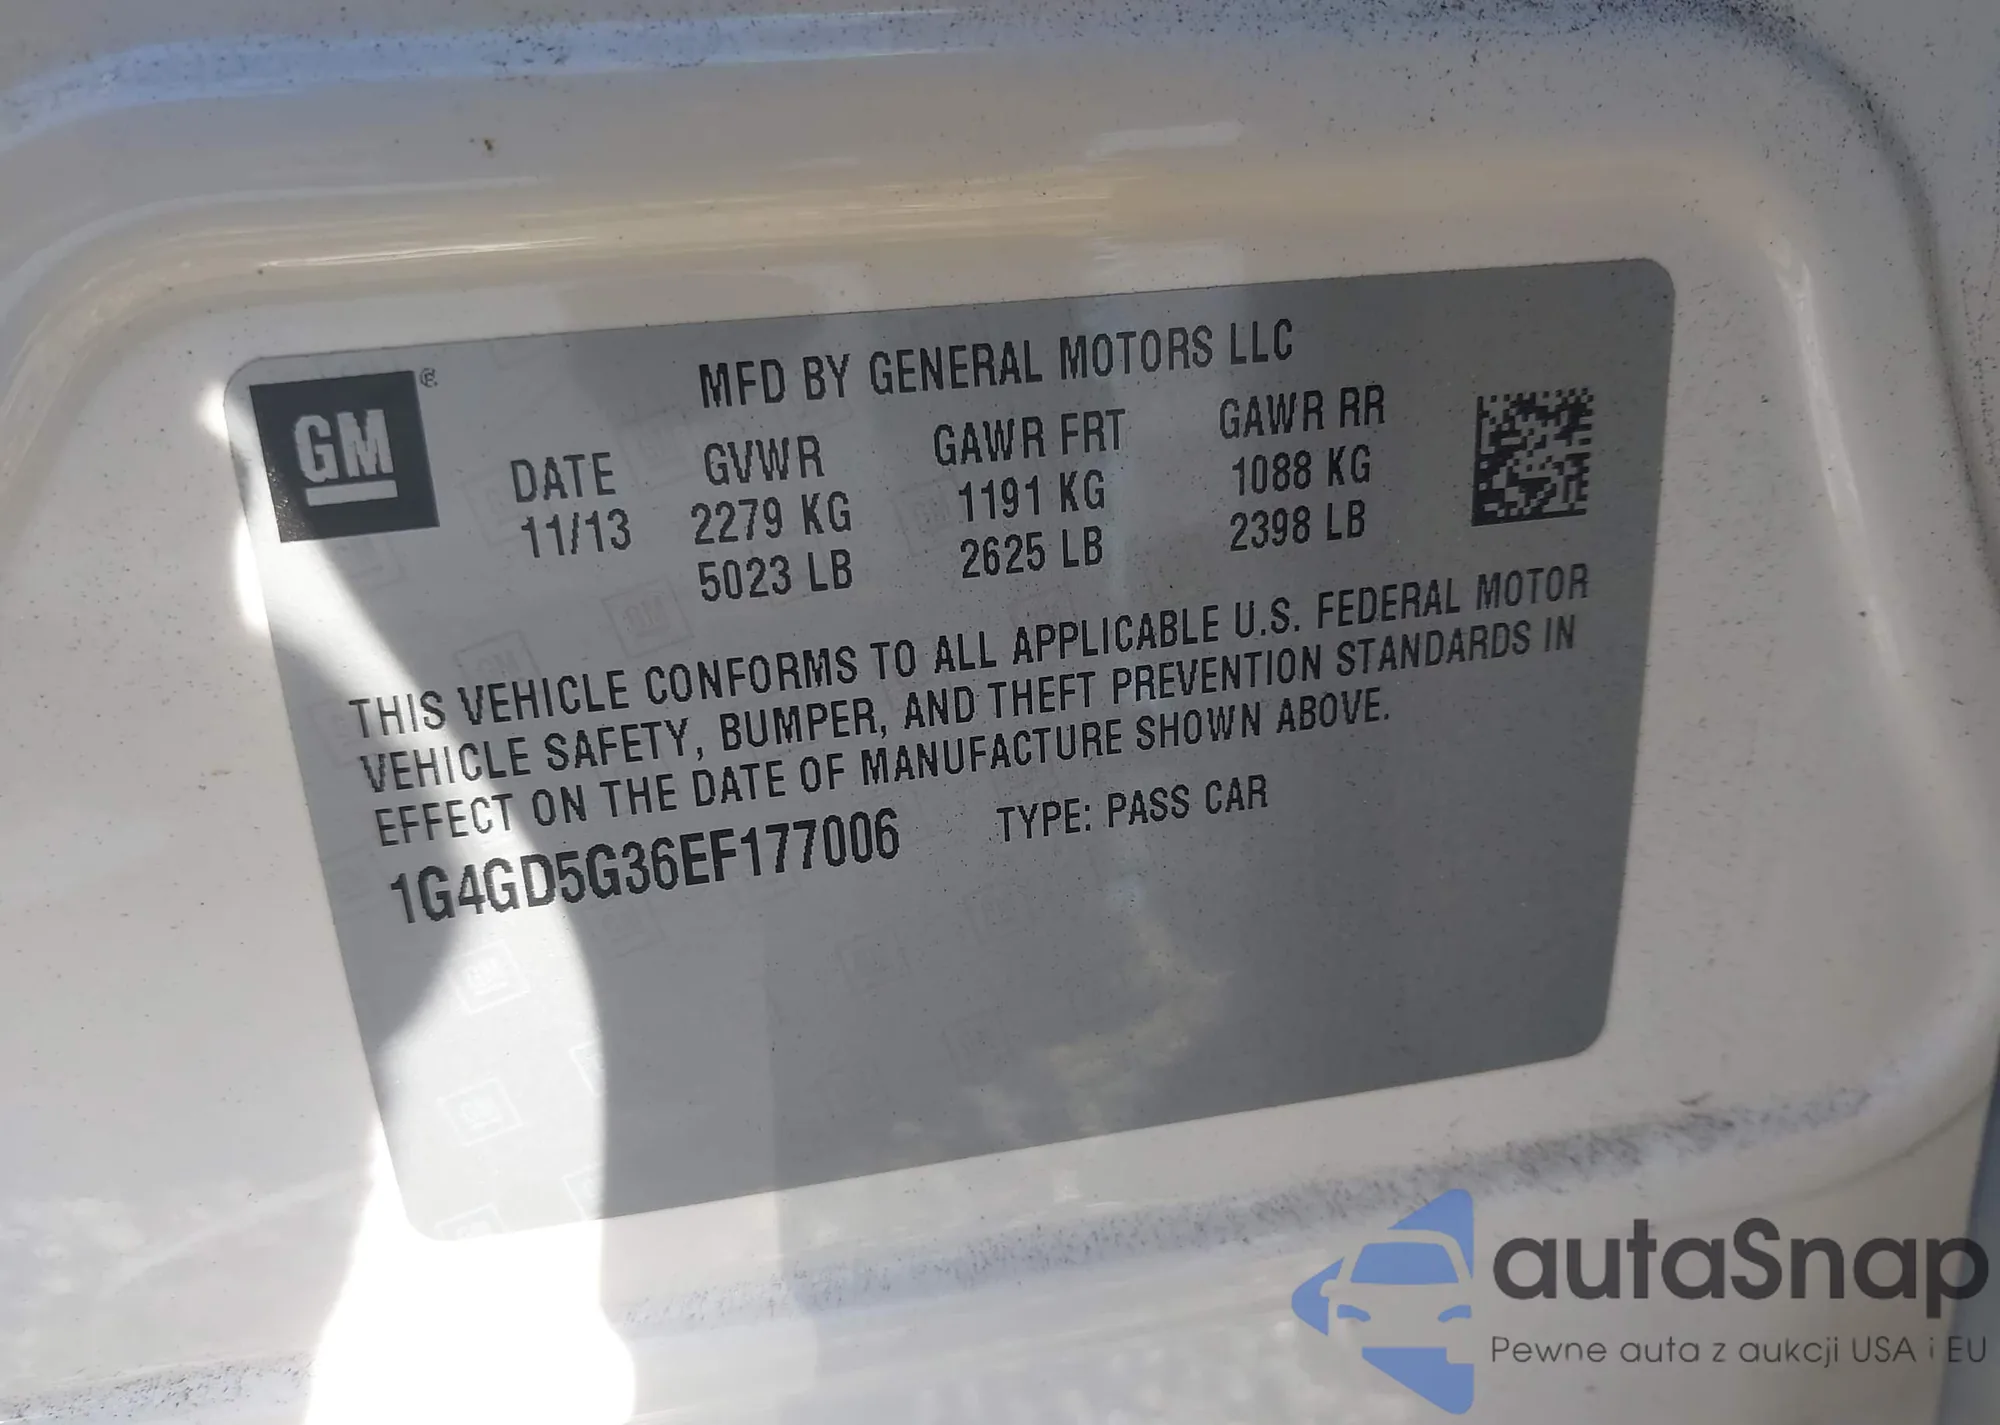 GM ®
MFD BY GENERAL MOTORS LLC
DATE GVWR GAWR FRT GAWR RR
11/13 2279 KG 1191 KG 1088 KG
5023 LB 2625 LB 2398 LB
THIS VEHICLE CONFORMS TO ALL APPLICABLE U.S. FEDERAL MOTOR
VEHICLE SAFETY, BUMPER, AND THEFT PREVENTION STANDARDS IN
EFFECT ON THE DATE OF MANUFACTURE SHOWN ABOVE.
1G4GD5G36EF177006 TYPE: PASS CAR
autaSnap
Pewne auta z aukcji USA i EU